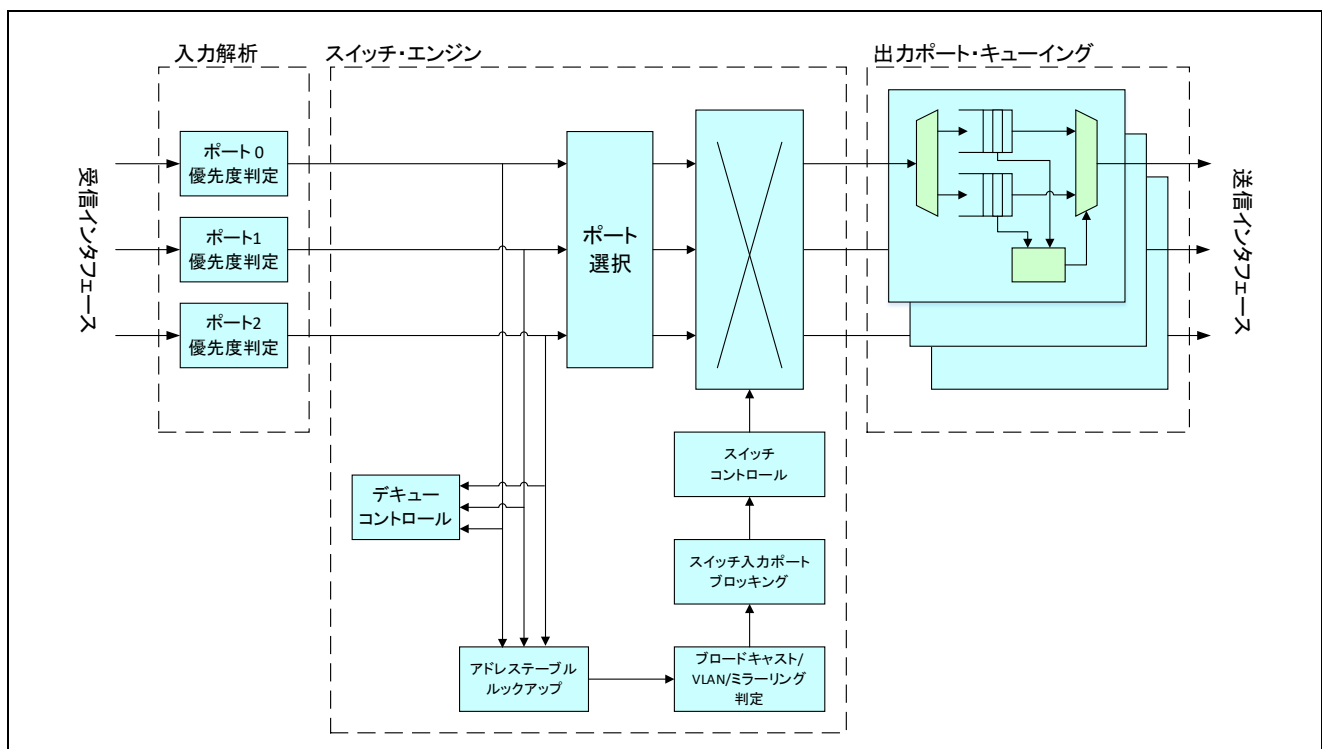 入力解析
スイッチ・エンジン
出力ポート・キューイング
受信インタフェース
ポート 0
優先度判定
ポート1
優先度判定
ポート2
優先度判定
ポート
選択
送信インタフェース
デキュー
コントロール
スイッチ
コントロール
スイッチ入力ポート
ブロッキング
アドレステーブル
ルックアップ
ブロードキャスト/
VLAN/ミラーリング
判定